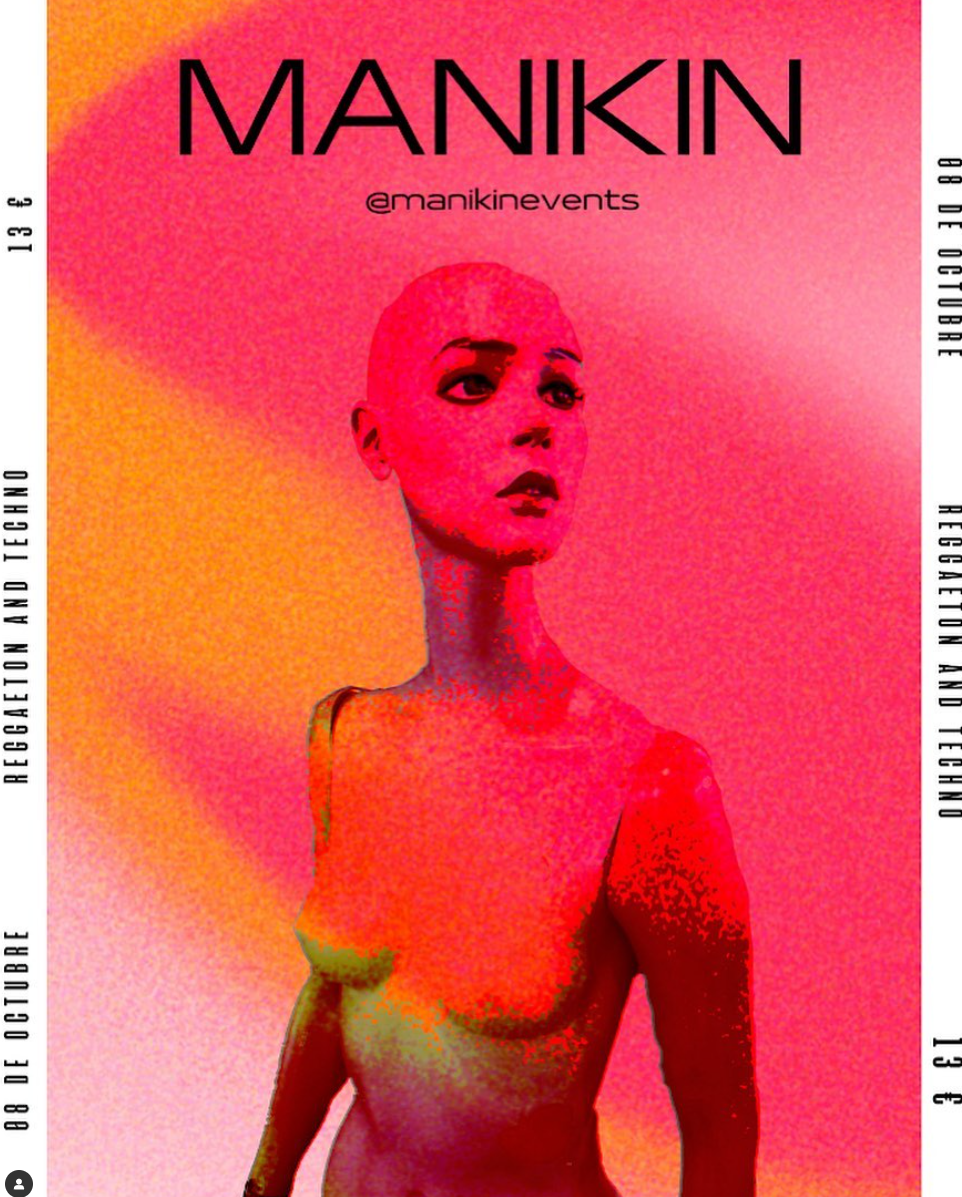 MANIKIN
@manikinevents
13 €
REGGAETON AND TECHNO
08 DE OCTUBRE
08 DE OCTUBRE
REGGAETON AND TECHNO
13 €